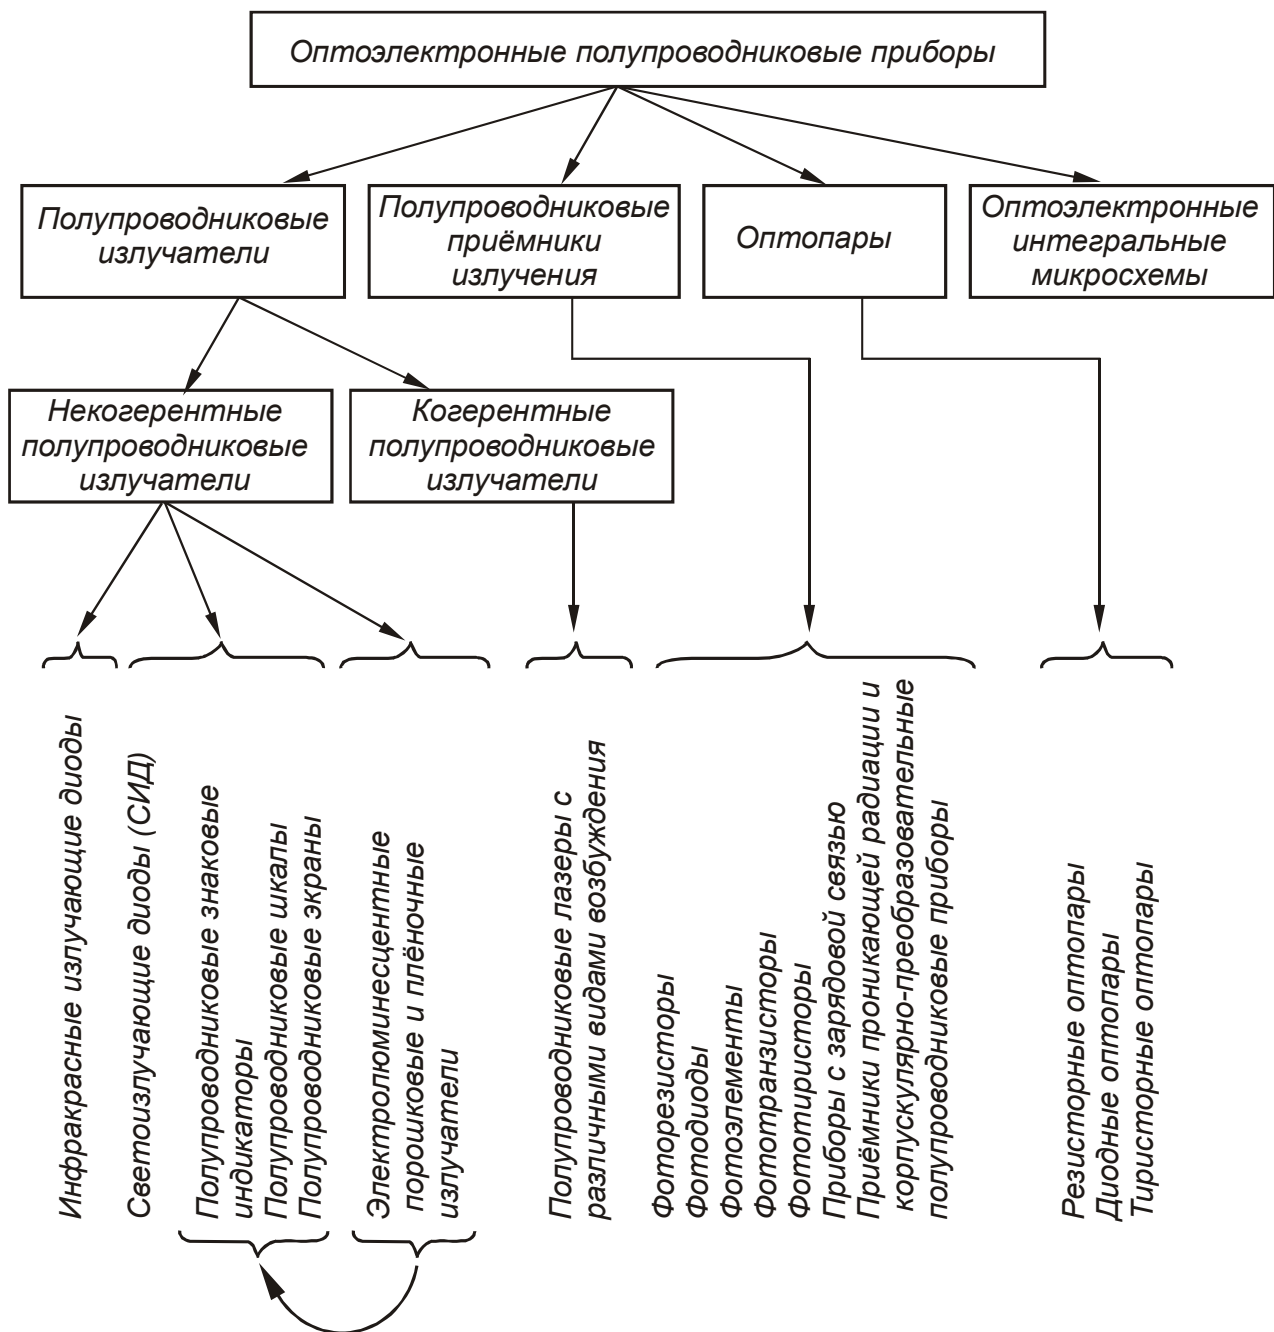 Оптоэлектронные полупроводниковые приборы
Полупроводниковые
излучатели
Полупроводниковые
приёмники
излучения
Оптопары
Оптоэлектронные
интегральные
микросхемы
Некогерентные
полупроводниковые
излучатели
Когерентные
полупроводниковые
излучатели
Инфракрасные излучающие диоды
Светоизлучающие диоды (СИД)
Полупроводниковые знаковые
индикаторы
Полупроводниковые шкалы
Полупроводниковые экраны
Электролюминесцентные
порошковые и плёночные
излучатели
Полупроводниковые лазеры с
различными видами возбуждения
Фоторезисторы
Фотодиоды
Фотоэлементы
Фототранзисторы
Фототиристоры
Приборы с зарядовой связью
Приёмники проникающей радиации и
корпускулярно-преобразовательные
полупроводниковые приборы
Резисторные оптопары
Диодные оптопары
Тиристорные оптопары